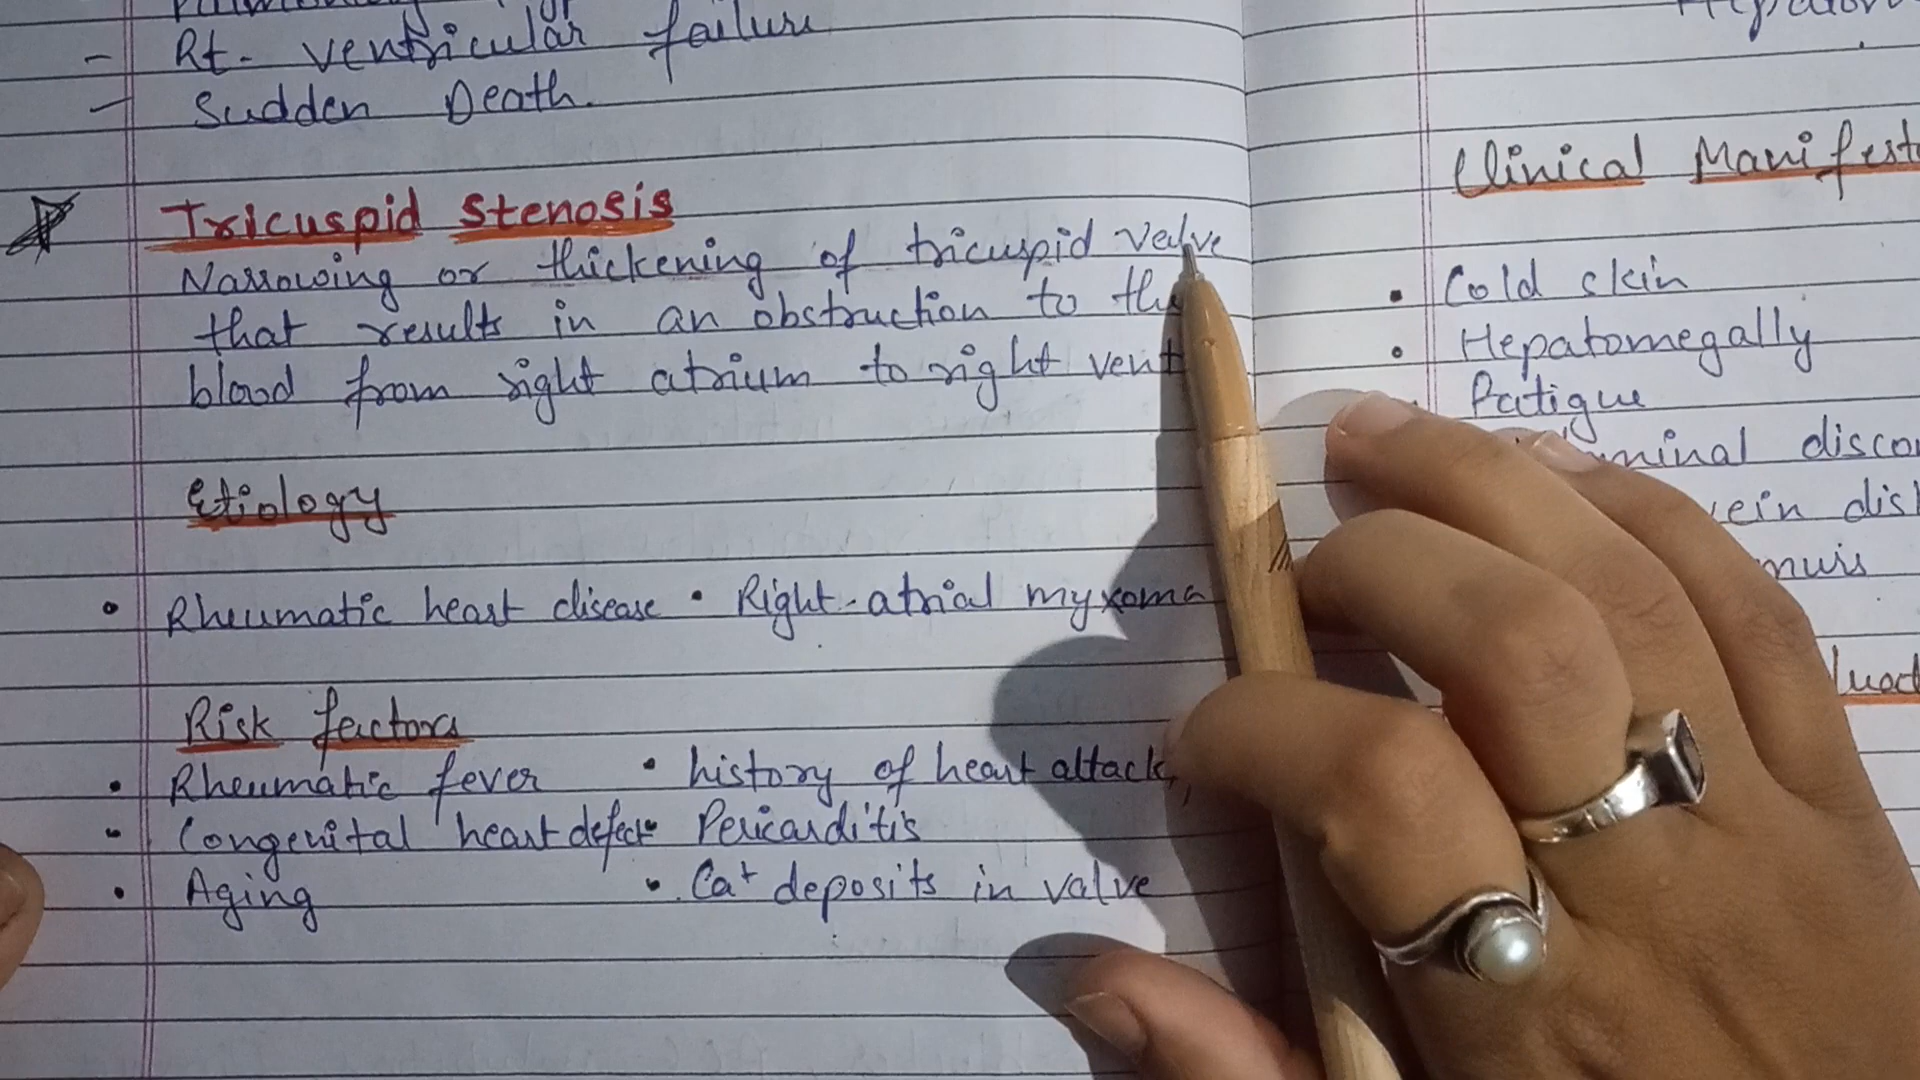 - Rt. ventricular failure
- Sudden Death.
Tricuspid Stenosis
Narrowing or thickening of tricuspid valve
that results in an obstruction to the
blood from right atrium to right vent
Etiology
• Rheumatic heart disease • Right-atrial myxoma
Risk factors
• Rheumatic fever • history of heart attack,
• Congenital heart defect • Pericarditis
• Aging • Ca+ deposits in valve
Clinical Manifest
• Cold skin
• Hepatomegally
Fatigue
minal disco
vein dis